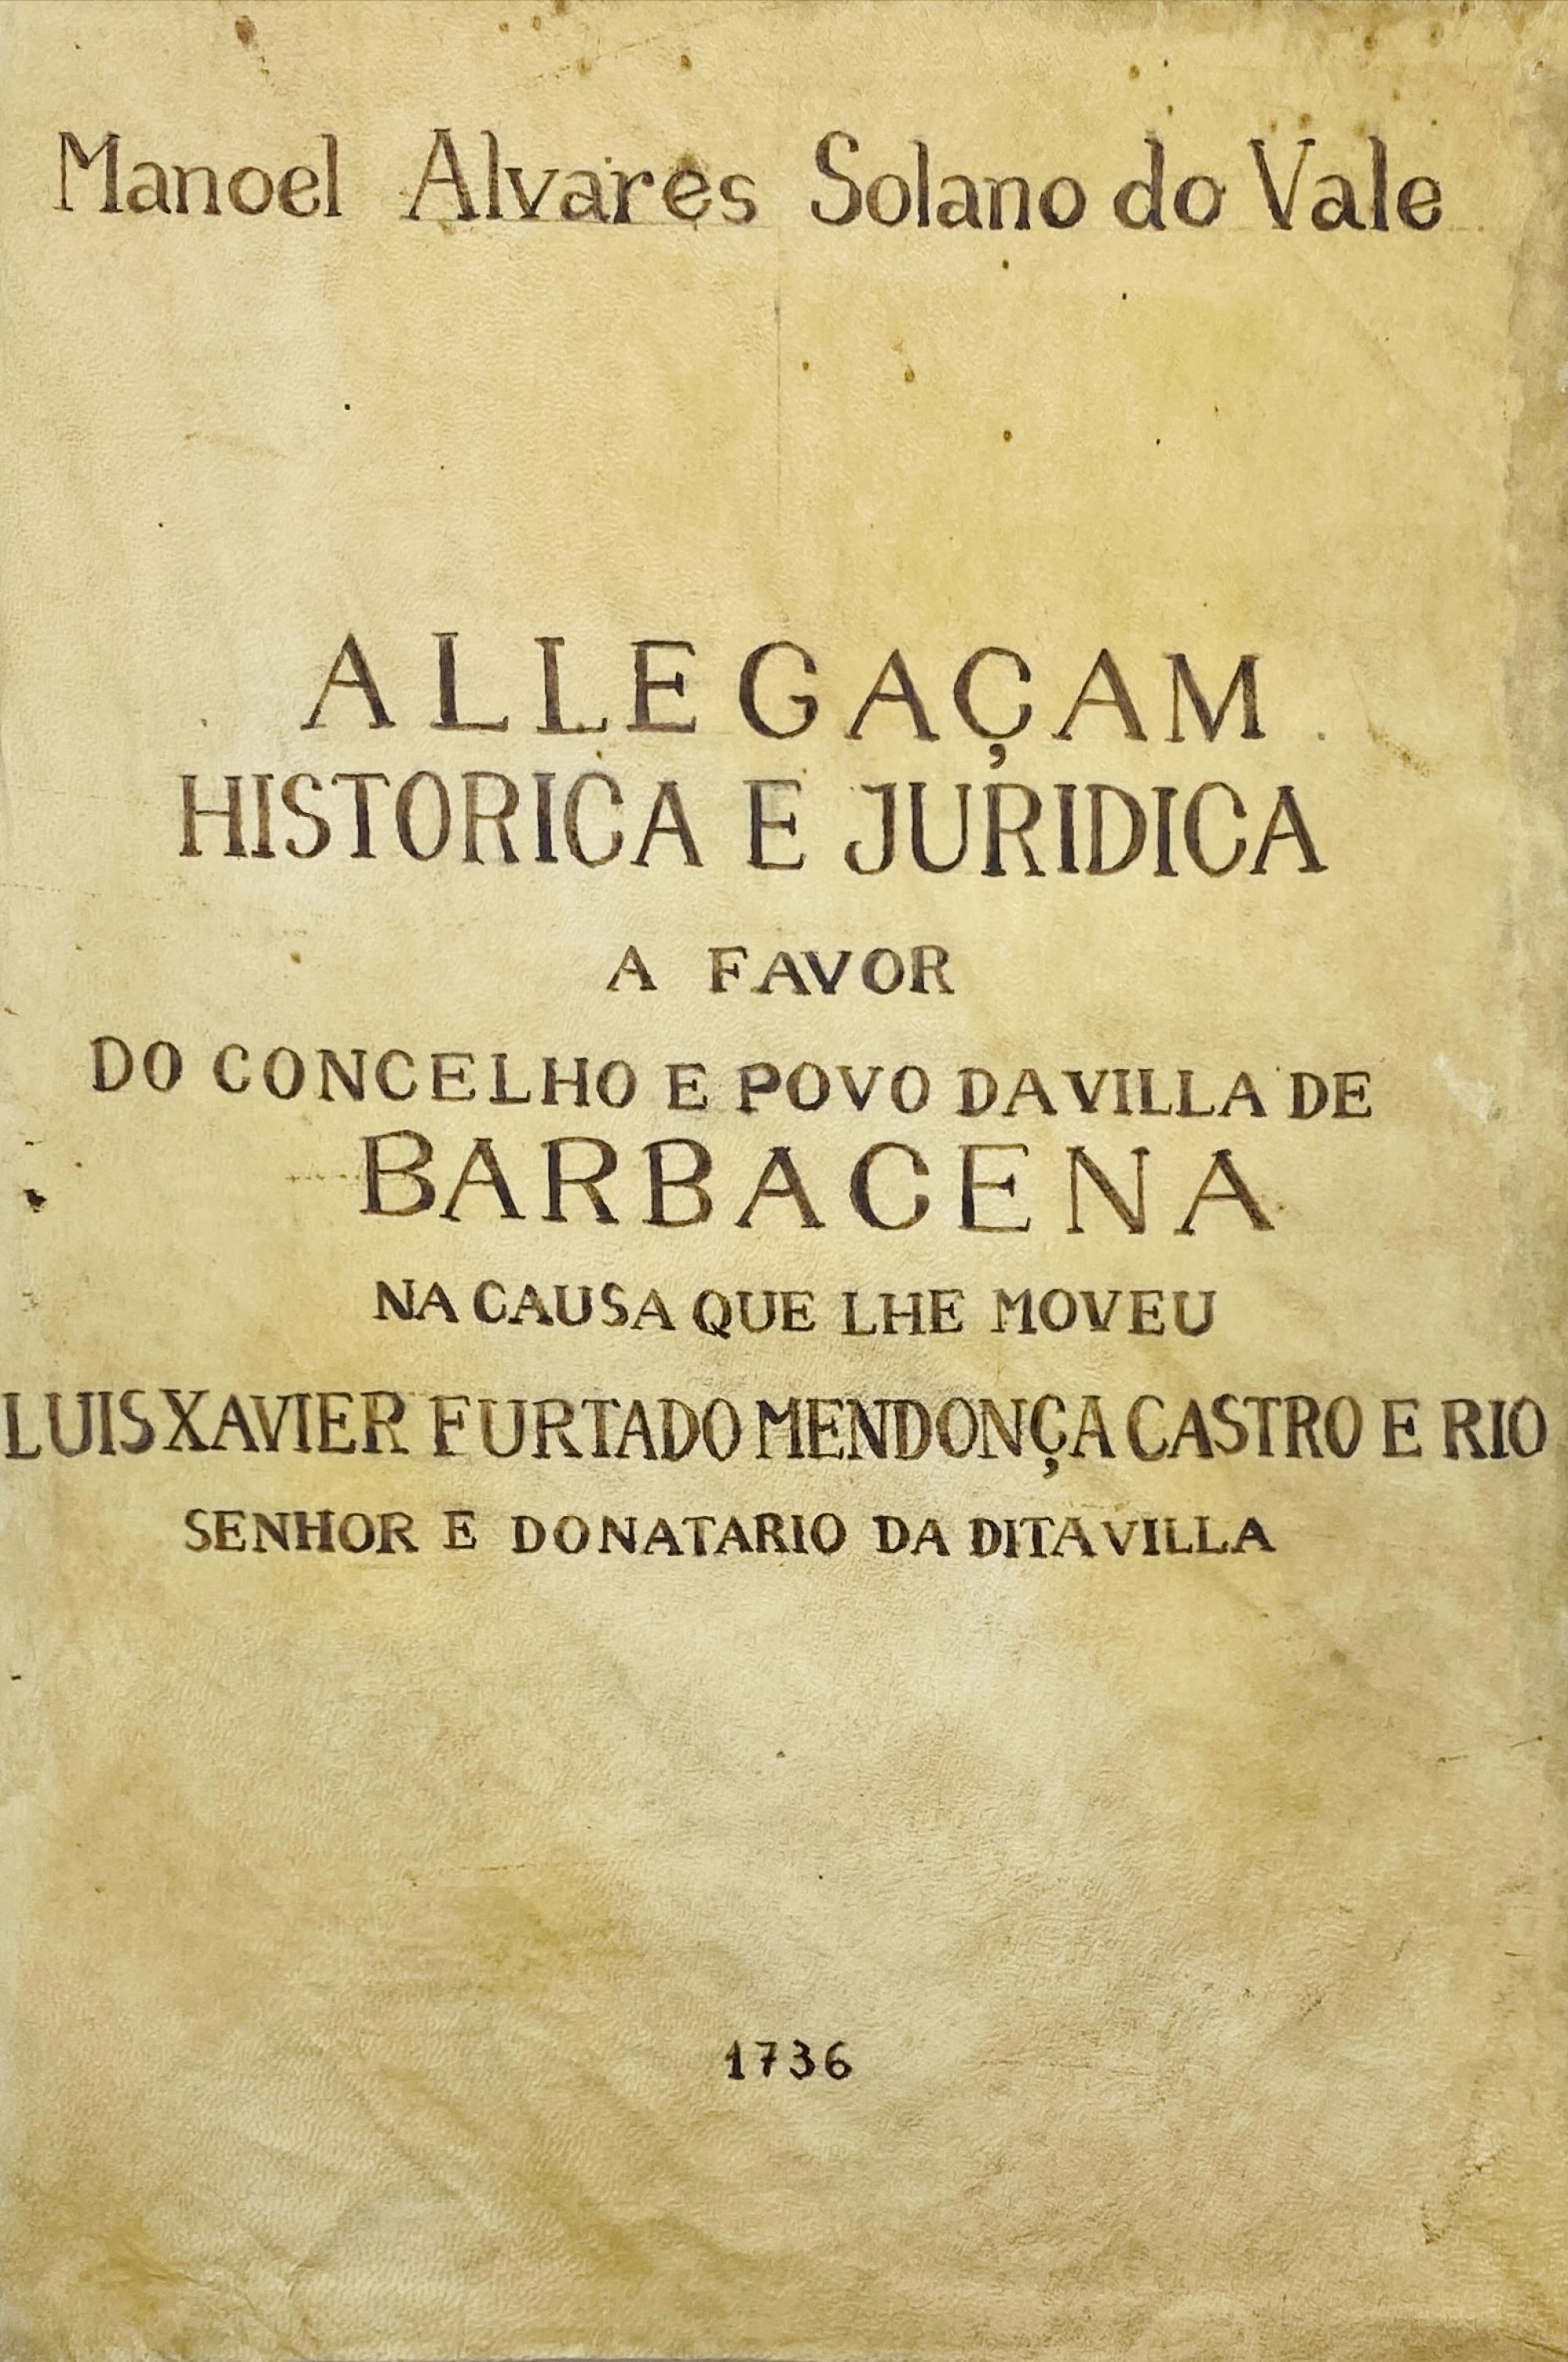 Manoel Alvares Solano do Vale
ALLEGAÇAM
HISTORICA E JURIDICA
A FAVOR
DO CONCELHO E POVO DA VILLA DE
BARBACENA
NA CAUSA QUE LHE MOVEU
LUIS XAVIER FURTADO MENDONÇA CASTRO E RIO
SENHOR E DONATARIO DA DITA VILLA
1736